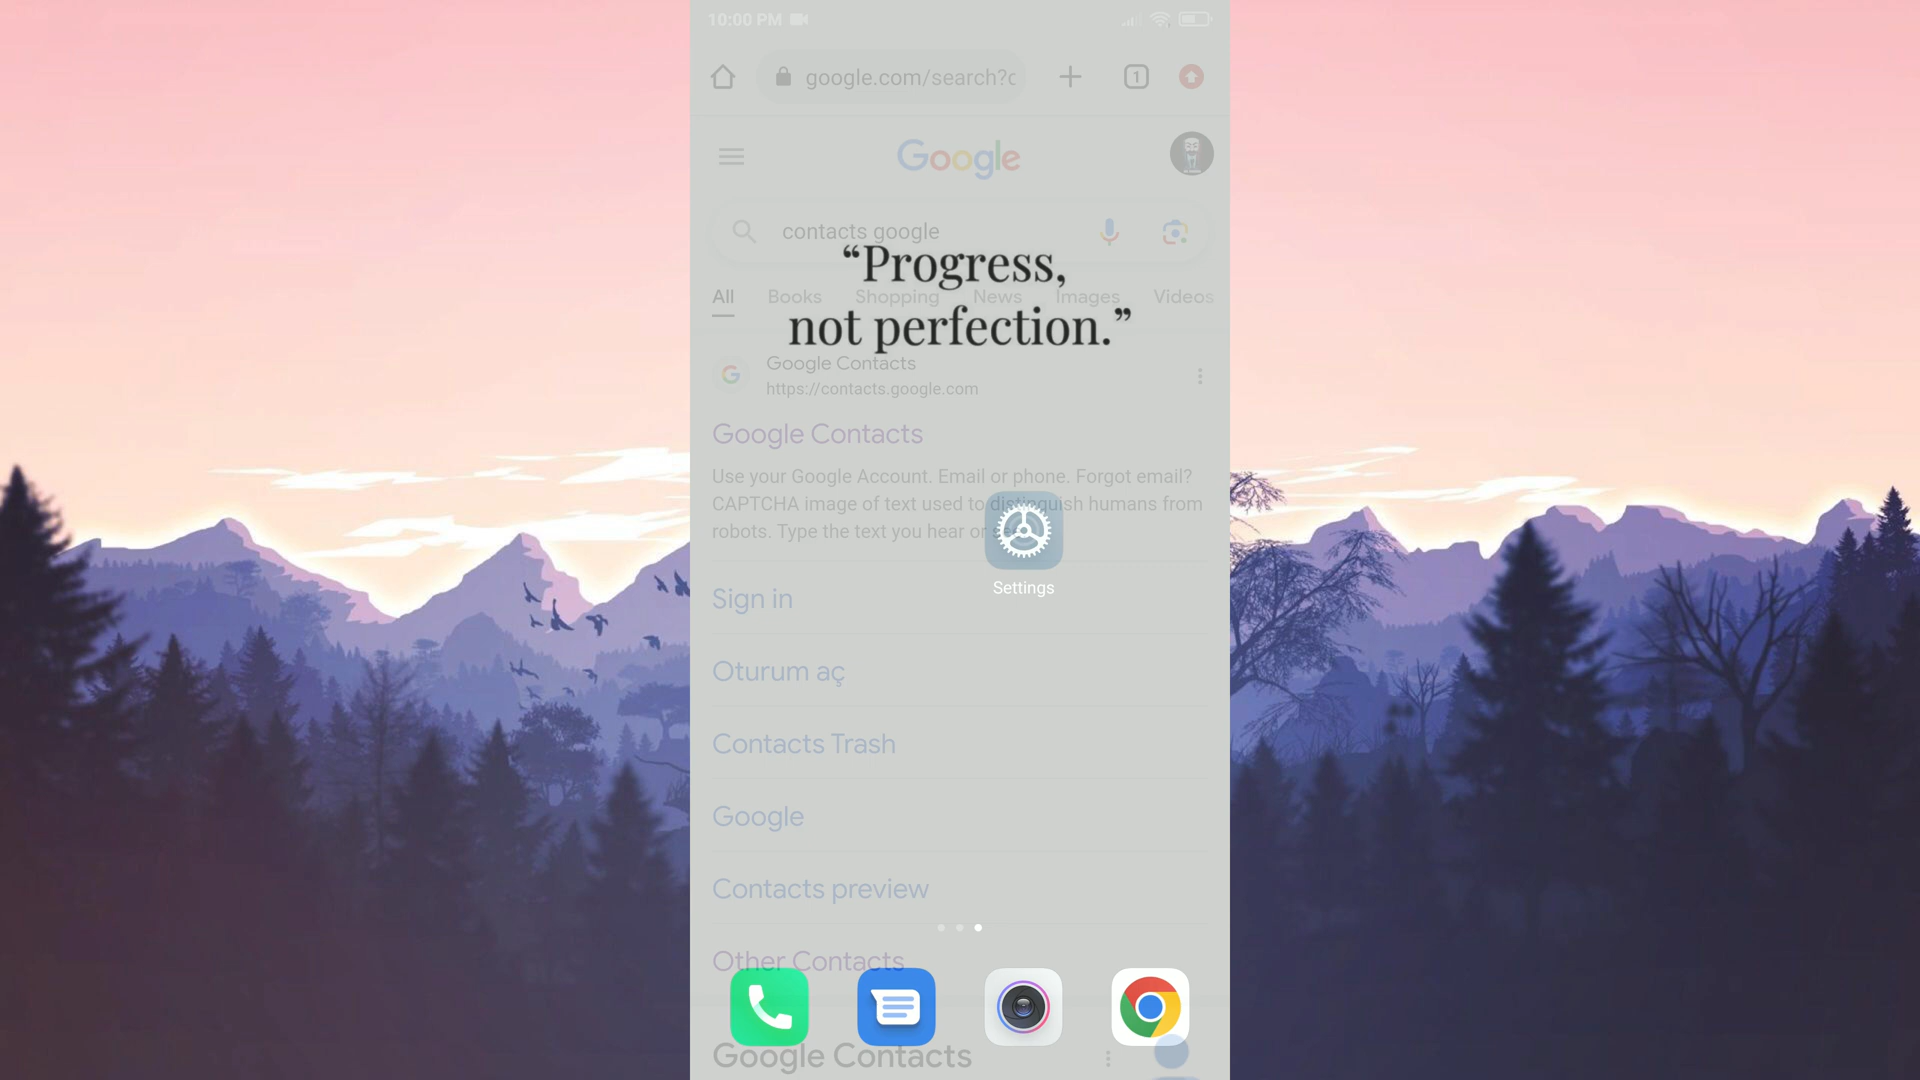 10:00 PM
google.com/search?c
1
Google
contacts google
“Progress,
not perfection.”
All Books Shopping News Images Videos
Google Contacts
https://contacts.google.com
Google Contacts
Use your Google Account. Email or phone. Forgot email?
CAPTCHA image of text used to distinguish humans from
robots. Type the text you hear or
Settings
Sign in
Oturum aç
Contacts Trash
Google
Contacts preview
Other Contacts
Google Contacts